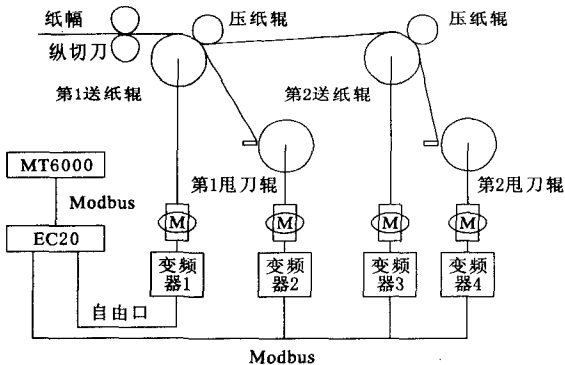 纸幅
压纸辊
压纸辊
纵切刀
第1送纸辊
第2送纸辊
MT6000
第1甩刀辊
第2甩刀辊
Modbus
M
M
M
M
EC20
变频
器1
变频
器2
变频
器3
变频
器4
自由口
Modbus